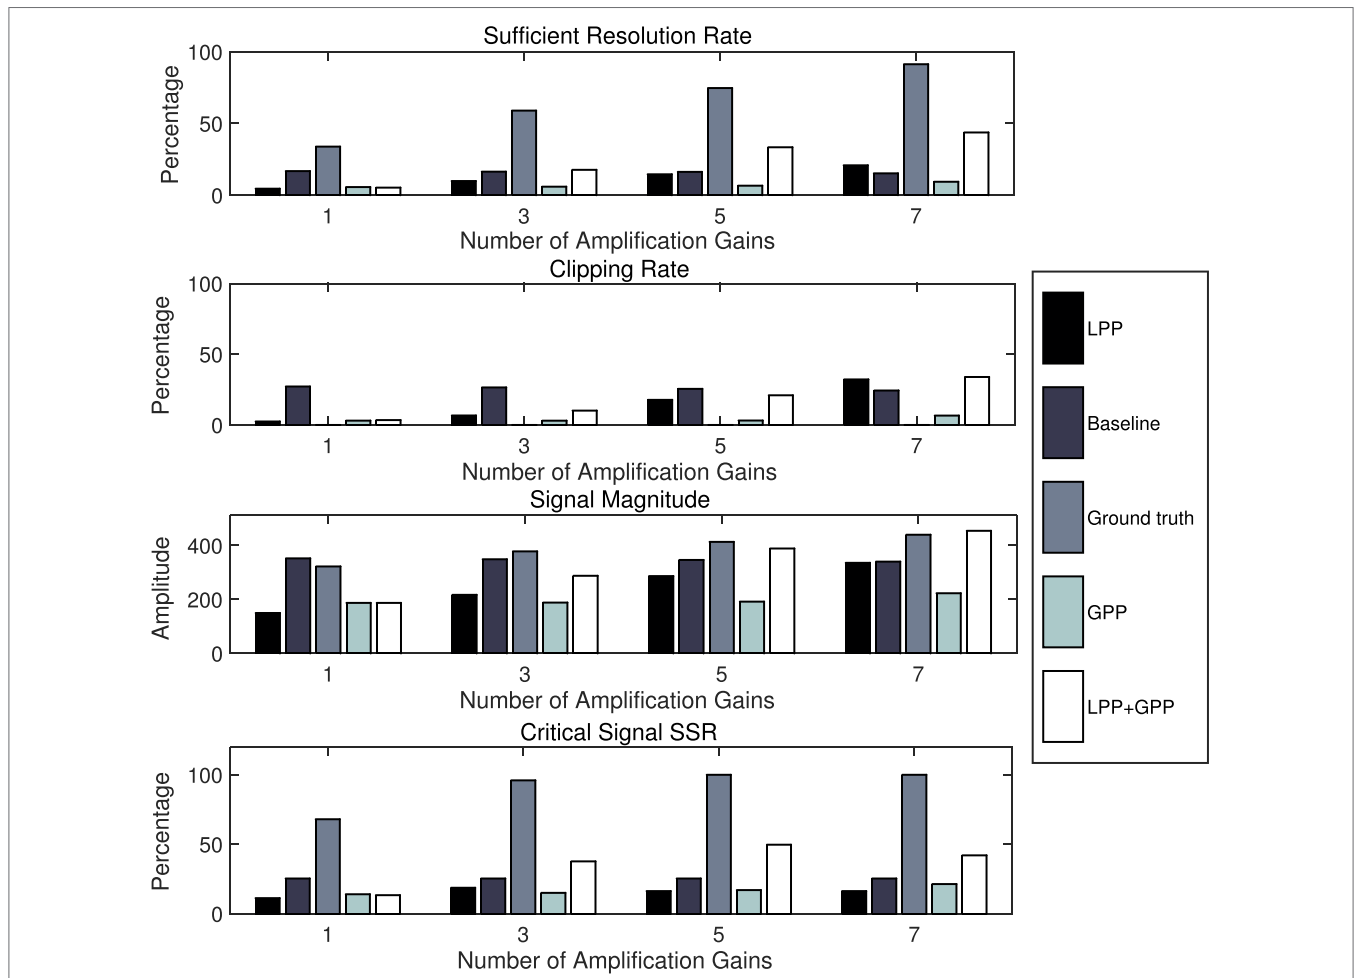 Sufficient Resolution Rate
100
50
0
Percentage
1 3 5 7
Number of Amplification Gains
Clipping Rate
100
50
0
Percentage
1 3 5 7
Number of Amplification Gains
Signal Magnitude
400
200
0
Amplitude
1 3 5 7
Number of Amplification Gains
Critical Signal SSR
100
50
0
Percentage
1 3 5 7
Number of Amplification Gains
LPP
Baseline
Ground truth
GPP
LPP+GPP